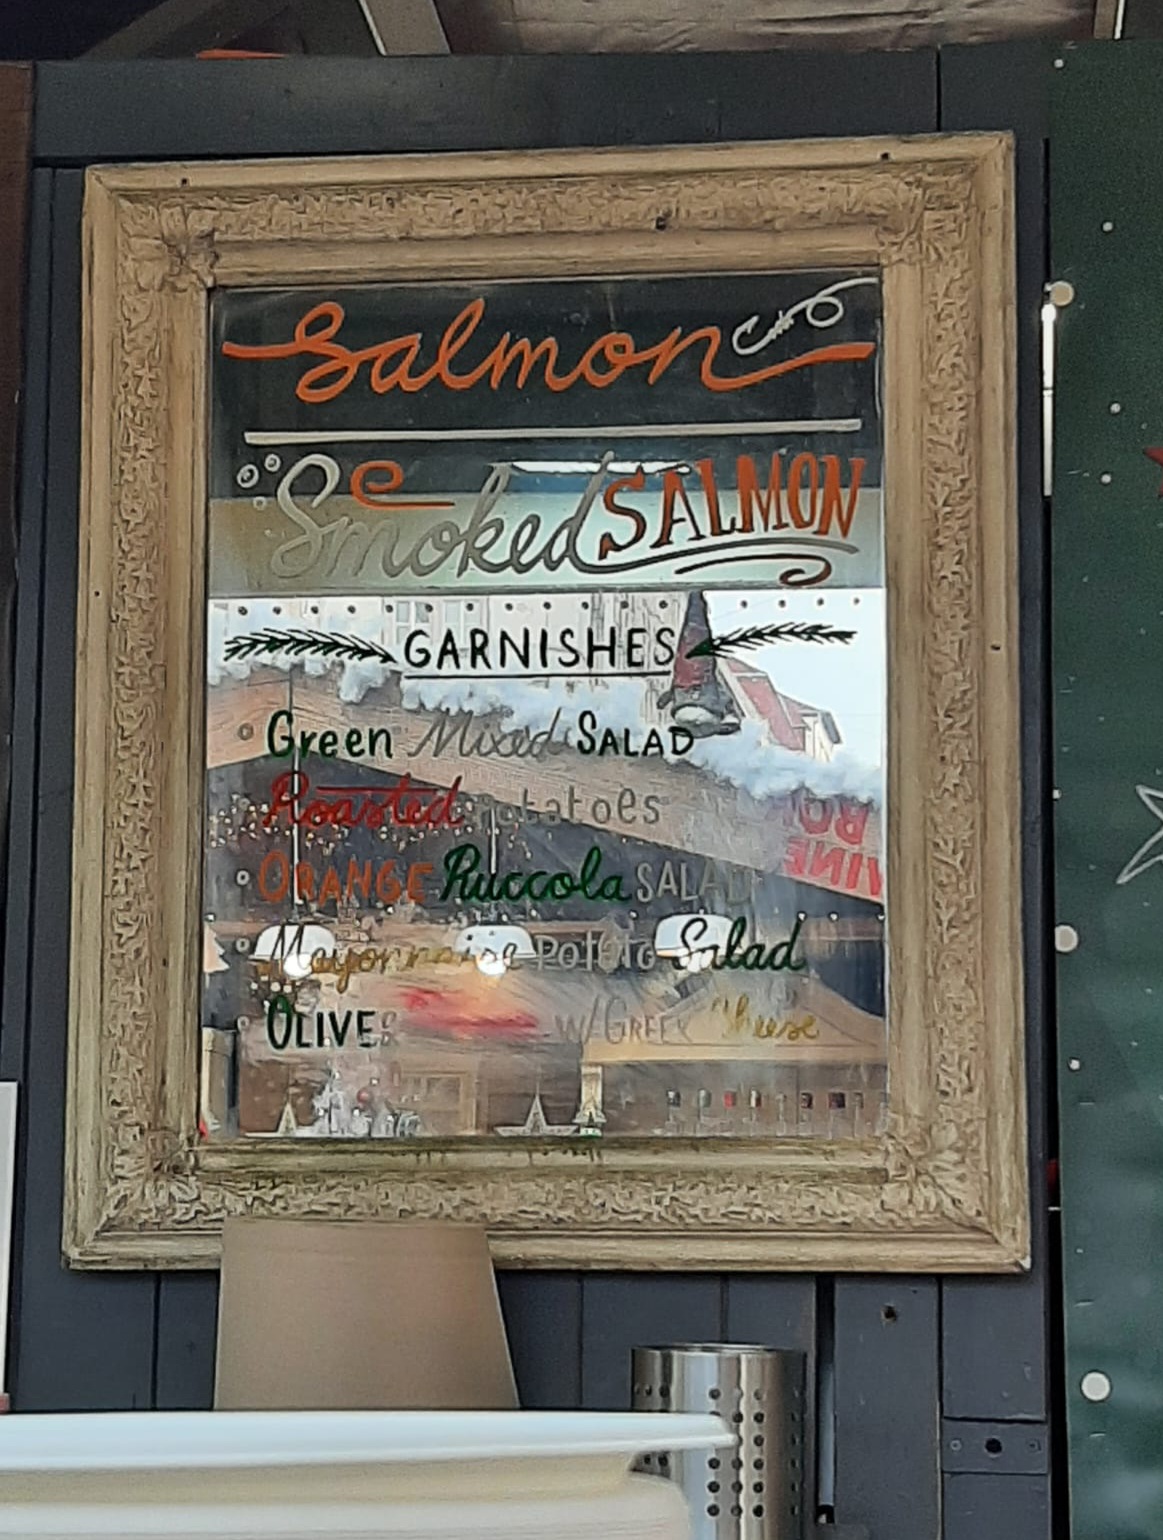 Salmon
Smoked SALMON
GARNISHES
Green Mixed SALAD
Roasted Potatoes
ORANGE Ruccola SALAD
Mayonnaise Potato Salad
OLIVES w/GREEK Cheese